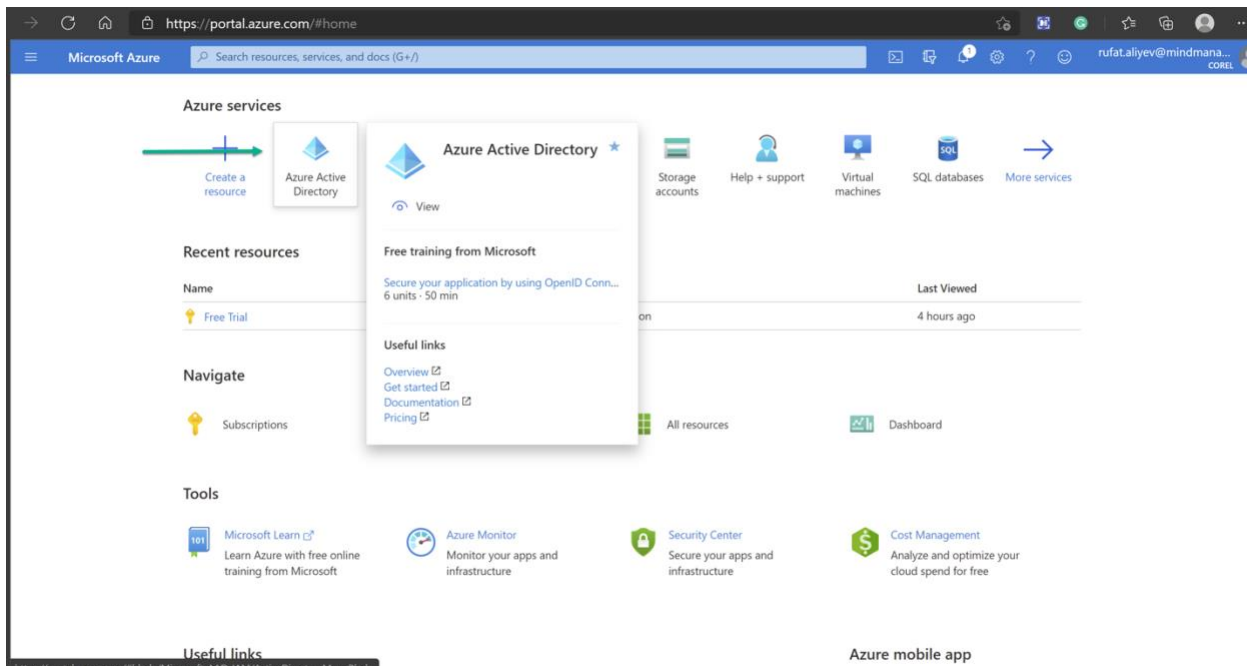 https://portal.azure.com/#home
Microsoft Azure
Search resources, services, and docs (G+/)
1
rufat.aliyev@mindmana...
COREL
Azure services
Create a
resource
Azure Active
Directory
Azure Active Directory
View
Free training from Microsoft
Secure your application by using OpenID Conn...
6 units · 50 min
Useful links
Overview
Get started
Documentation
Pricing
Storage
accounts
Help + support
Virtual
machines
SQL
SQL databases
More services
Recent resources
Name
Last Viewed
Free Trial
on
4 hours ago
Navigate
Subscriptions
All resources
Dashboard
Tools
101
Microsoft Learn
Learn Azure with free online
training from Microsoft
Azure Monitor
Monitor your apps and
infrastructure
Security Center
Secure your apps and
infrastructure
Cost Management
Analyze and optimize your
cloud spend for free
Useful links
Azure mobile app